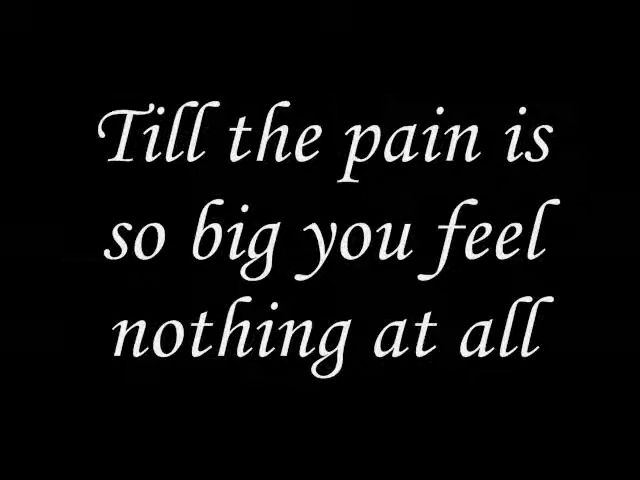 Till the pain is
so big you feel
nothing at all